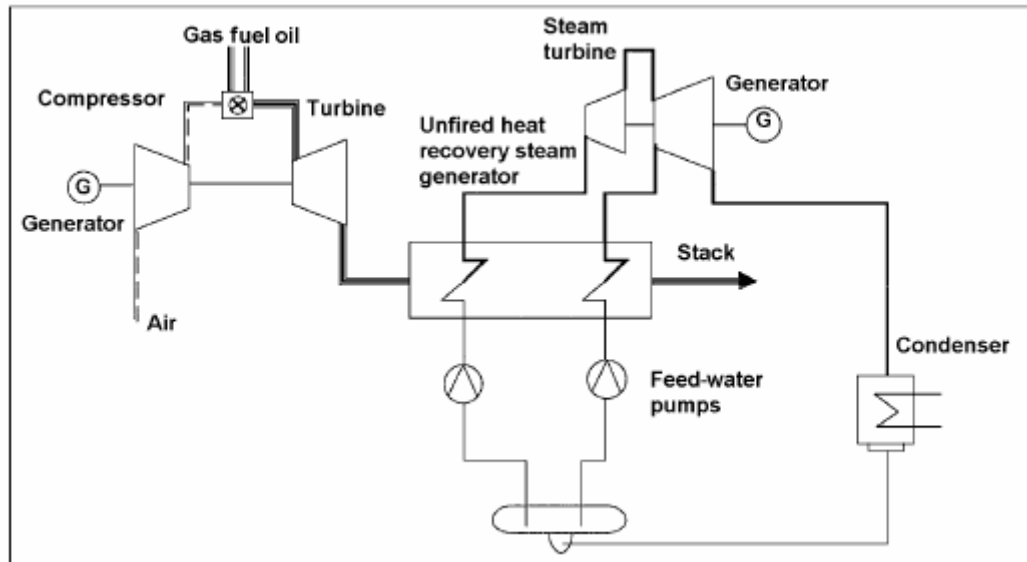 Gas fuel oil
Compressor
Turbine
G
Generator
Air
Steam
turbine
Generator
G
Unfired heat
recovery steam
generator
Stack
Condenser
Feed-water
pumps